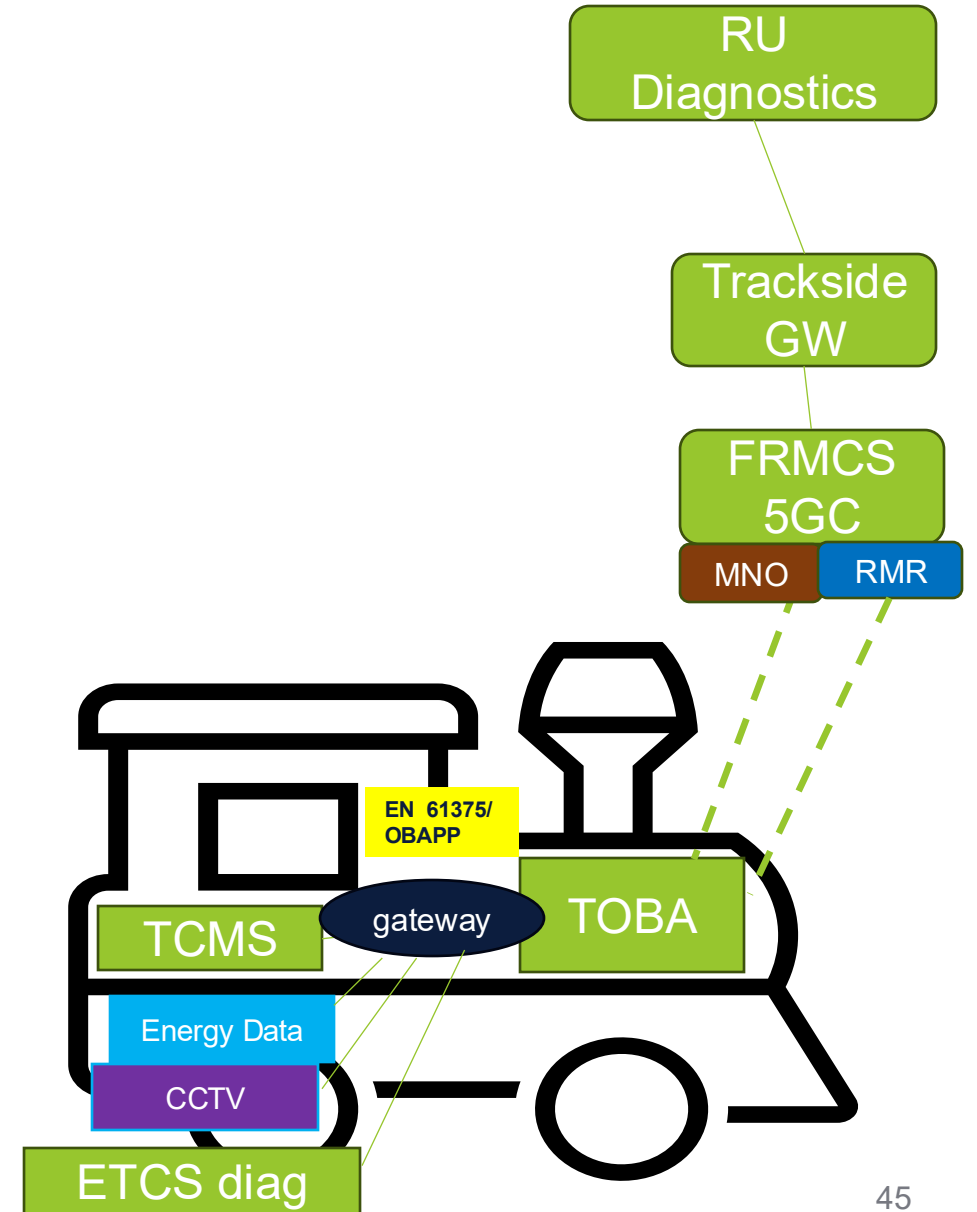 RU
Diagnostics
Trackside
GW
FRMCS
5GC
MNO
RMR
EN 61375/
OBAPP
gateway
TOBA
TCMS
Energy Data
CCTV
ETCS diag
45